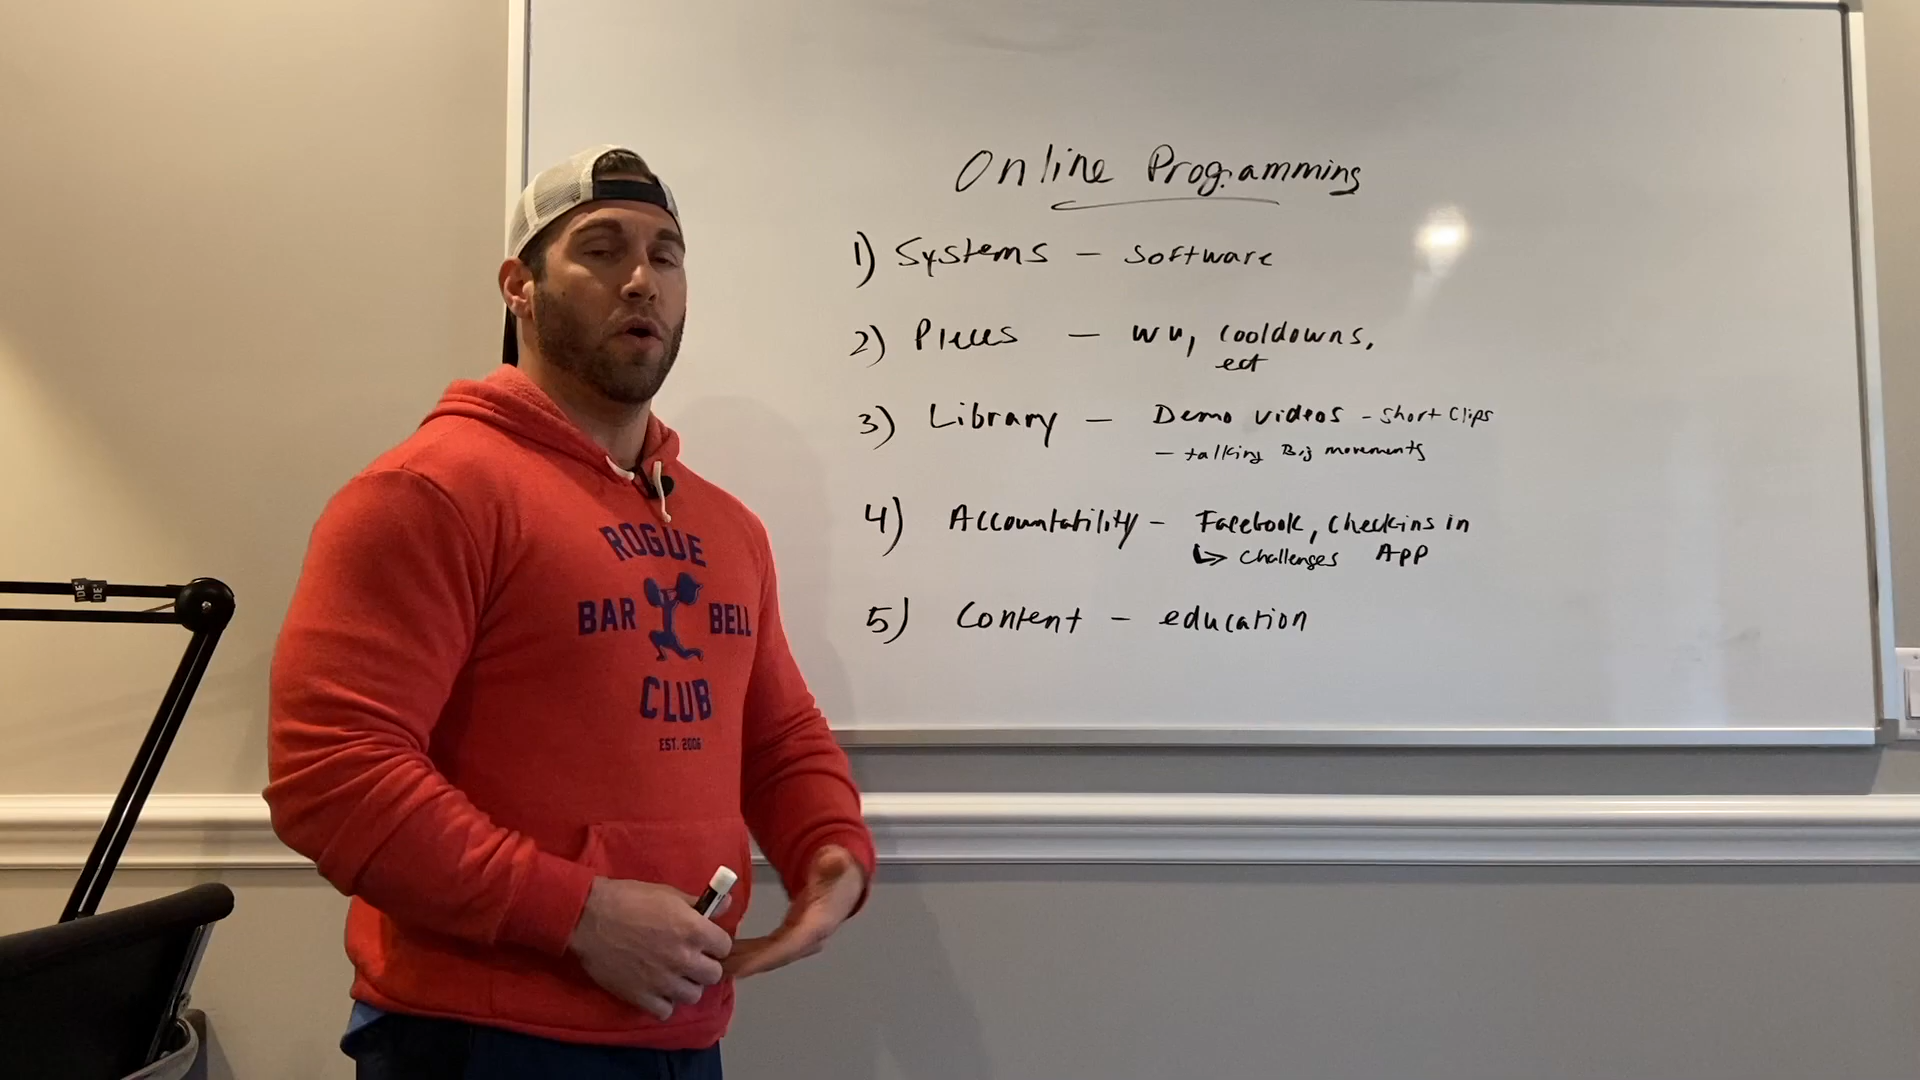 Online Programming
1) Systems - Software
2) Pieces - wu, cooldowns,
ect
3) Library - Demo videos - short clips
- talking Big movements
4) Accountability - Facebook, Checkins in
↳ challenges App
5) Content - education
ROGUE
BAR BELL
CLUB
EST. 2006